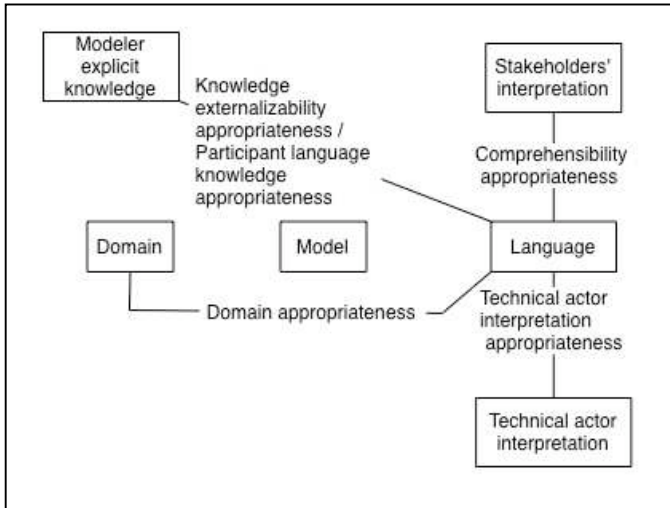 Modeler
explicit
knowledge
Knowledge
externalizability
appropriateness /
Participant language
knowledge
appropriateness
Stakeholders'
interpretation
Comprehensibility
appropriateness
Domain
Model
Language
Domain appropriateness
Technical actor
interpretation
appropriateness
Technical actor
interpretation